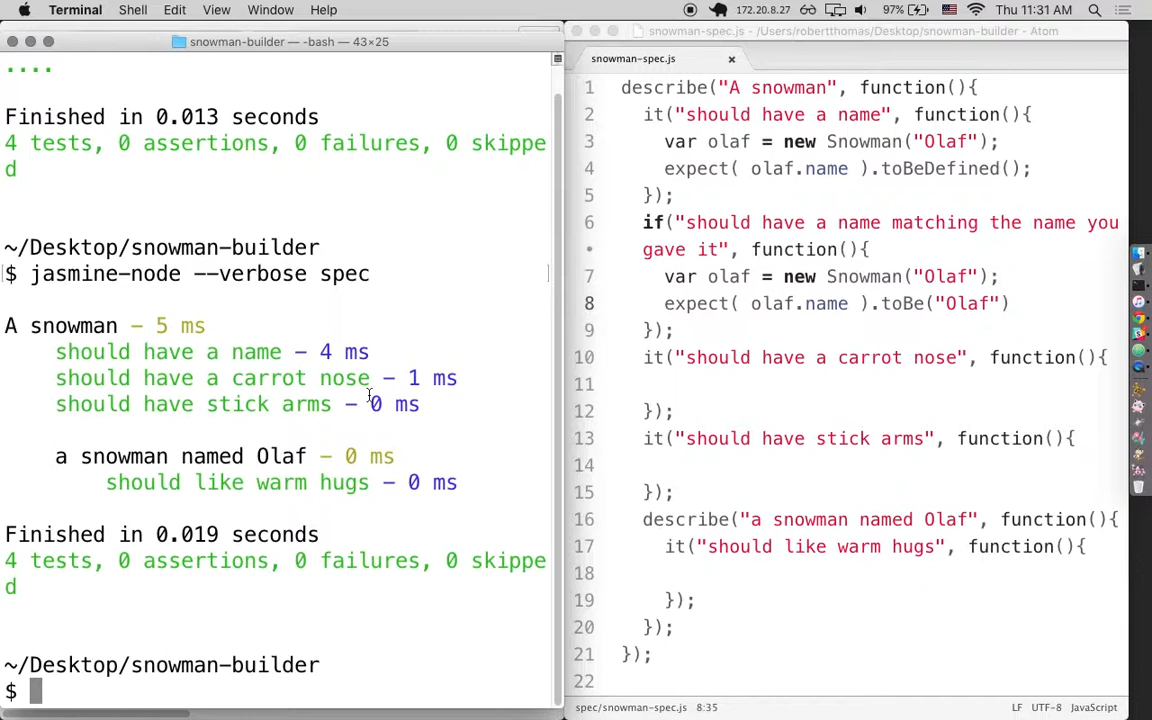 Terminal Shell Edit View Window Help 172.20.8.27 97% Thu 11:31 AM
snowman-builder — -bash — 43×25
....
Finished in 0.013 seconds
4 tests, 0 assertions, 0 failures, 0 skippe
d
~/Desktop/snowman-builder
$ jasmine-node --verbose spec
A snowman - 5 ms
should have a name - 4 ms
should have a carrot nose - 1 ms
should have stick arms - 0 ms
a snowman named Olaf - 0 ms
should like warm hugs - 0 ms
Finished in 0.019 seconds
4 tests, 0 assertions, 0 failures, 0 skippe
d
~/Desktop/snowman-builder
$
snowman-spec.js - /Users/robertthomas/Desktop/snowman-builder - Atom
snowman-spec.js
1 describe("A snowman", function(){
2 it("should have a name", function(){
3 var olaf = new Snowman("Olaf");
4 expect( olaf.name ).toBeDefined();
5 });
6 if("should have a name matching the name you
• gave it", function(){
7 var olaf = new Snowman("Olaf");
8 expect( olaf.name ).toBe("Olaf")
9 });
10 it("should have a carrot nose", function(){
11
12 });
13 it("should have stick arms", function(){
14
15 });
16 describe("a snowman named Olaf", function(){
17 it("should like warm hugs", function(){
18
19 });
20 });
21 });
22
spec/snowman-spec.js 8:35 LF UTF-8 JavaScript